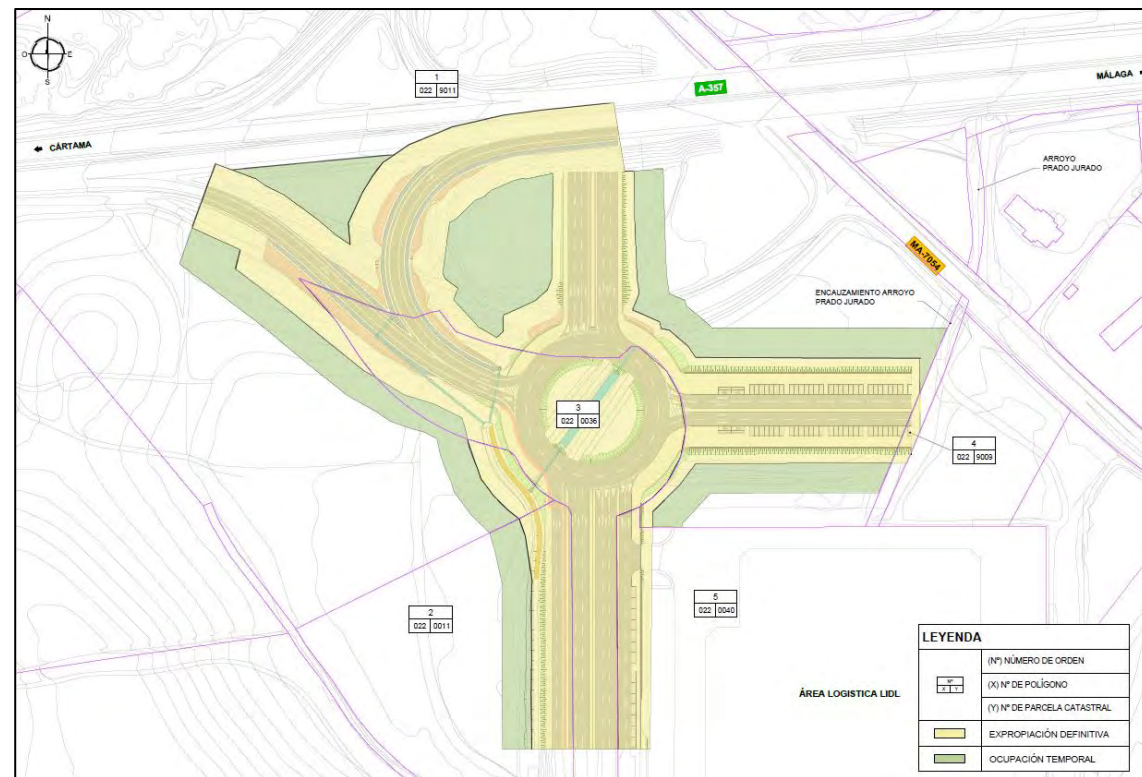 N
O
E
S
1
022 9011
A-357
MÁLAGA
CÁRTAMA
ARROYO
PRADO JURADO
MA-7054
ENCAUZAMIENTO ARROYO
PRADO JURADO
3
022 0036
4
022 9009
2
022 0011
5
022 0040
ÁREA LOGISTICA LIDL
LEYENDA
Nº
X Y
(Nº) NÚMERO DE ORDEN
(X) Nº DE POLÍGONO
(Y) Nº DE PARCELA CATASTRAL
EXPROPIACIÓN DEFINITIVA
OCUPACIÓN TEMPORAL